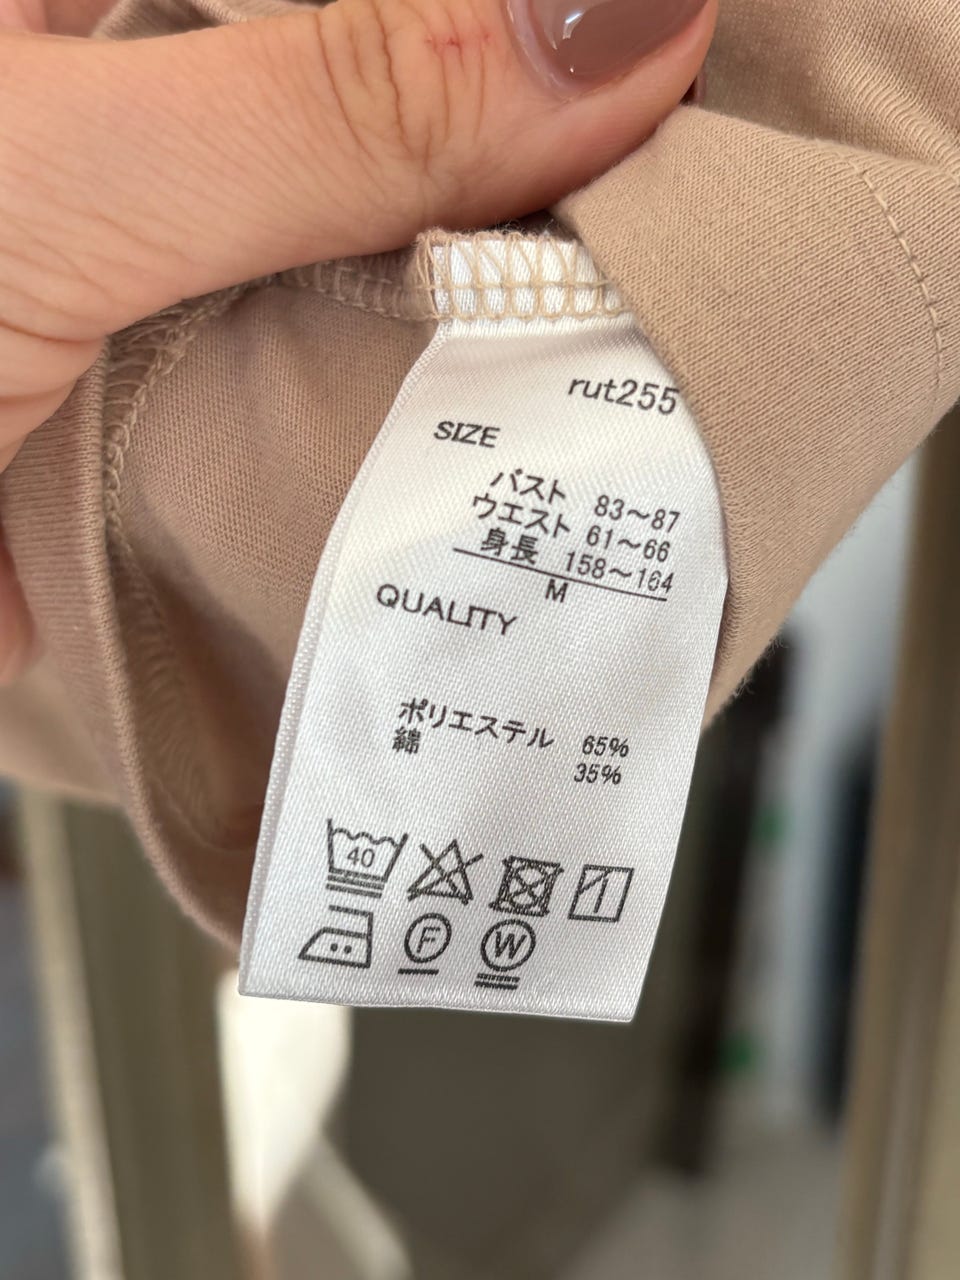 rut255
SIZE
バスト 83～87
ウエスト 61～66
身長 158～164
M
QUALITY
ポリエステル 65%
綿 35%
40
F W